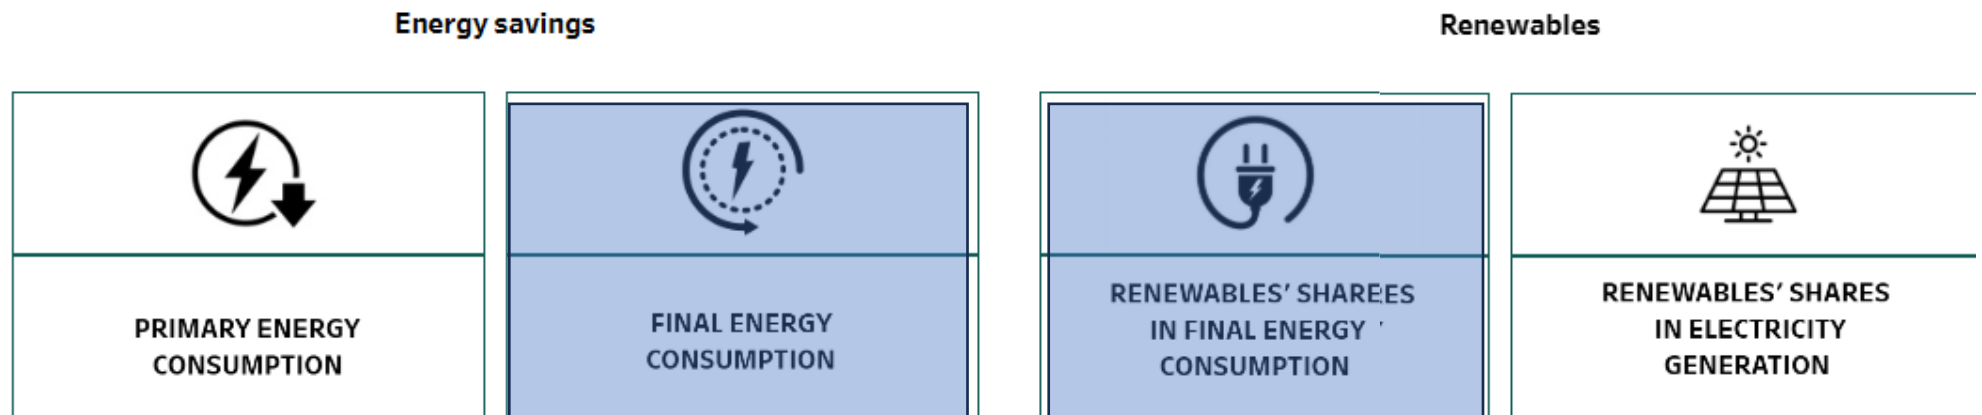 Energy savings
Renewables
PRIMARY ENERGY
CONSUMPTION
FINAL ENERGY
CONSUMPTION
RENEWABLES' SHAREES
IN FINAL ENERGY
CONSUMPTION
RENEWABLES' SHARES
IN ELECTRICITY
GENERATION